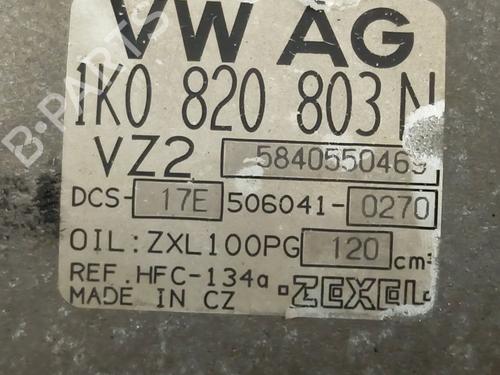 VW AG
1K0 820 803 N
VZ2 5840550469
DCS-17E 506041-0270
OIL:ZXL100PG 120 cm³
REF.HFC-134a
MADE IN CZ
ZEXEL
B-PARTS